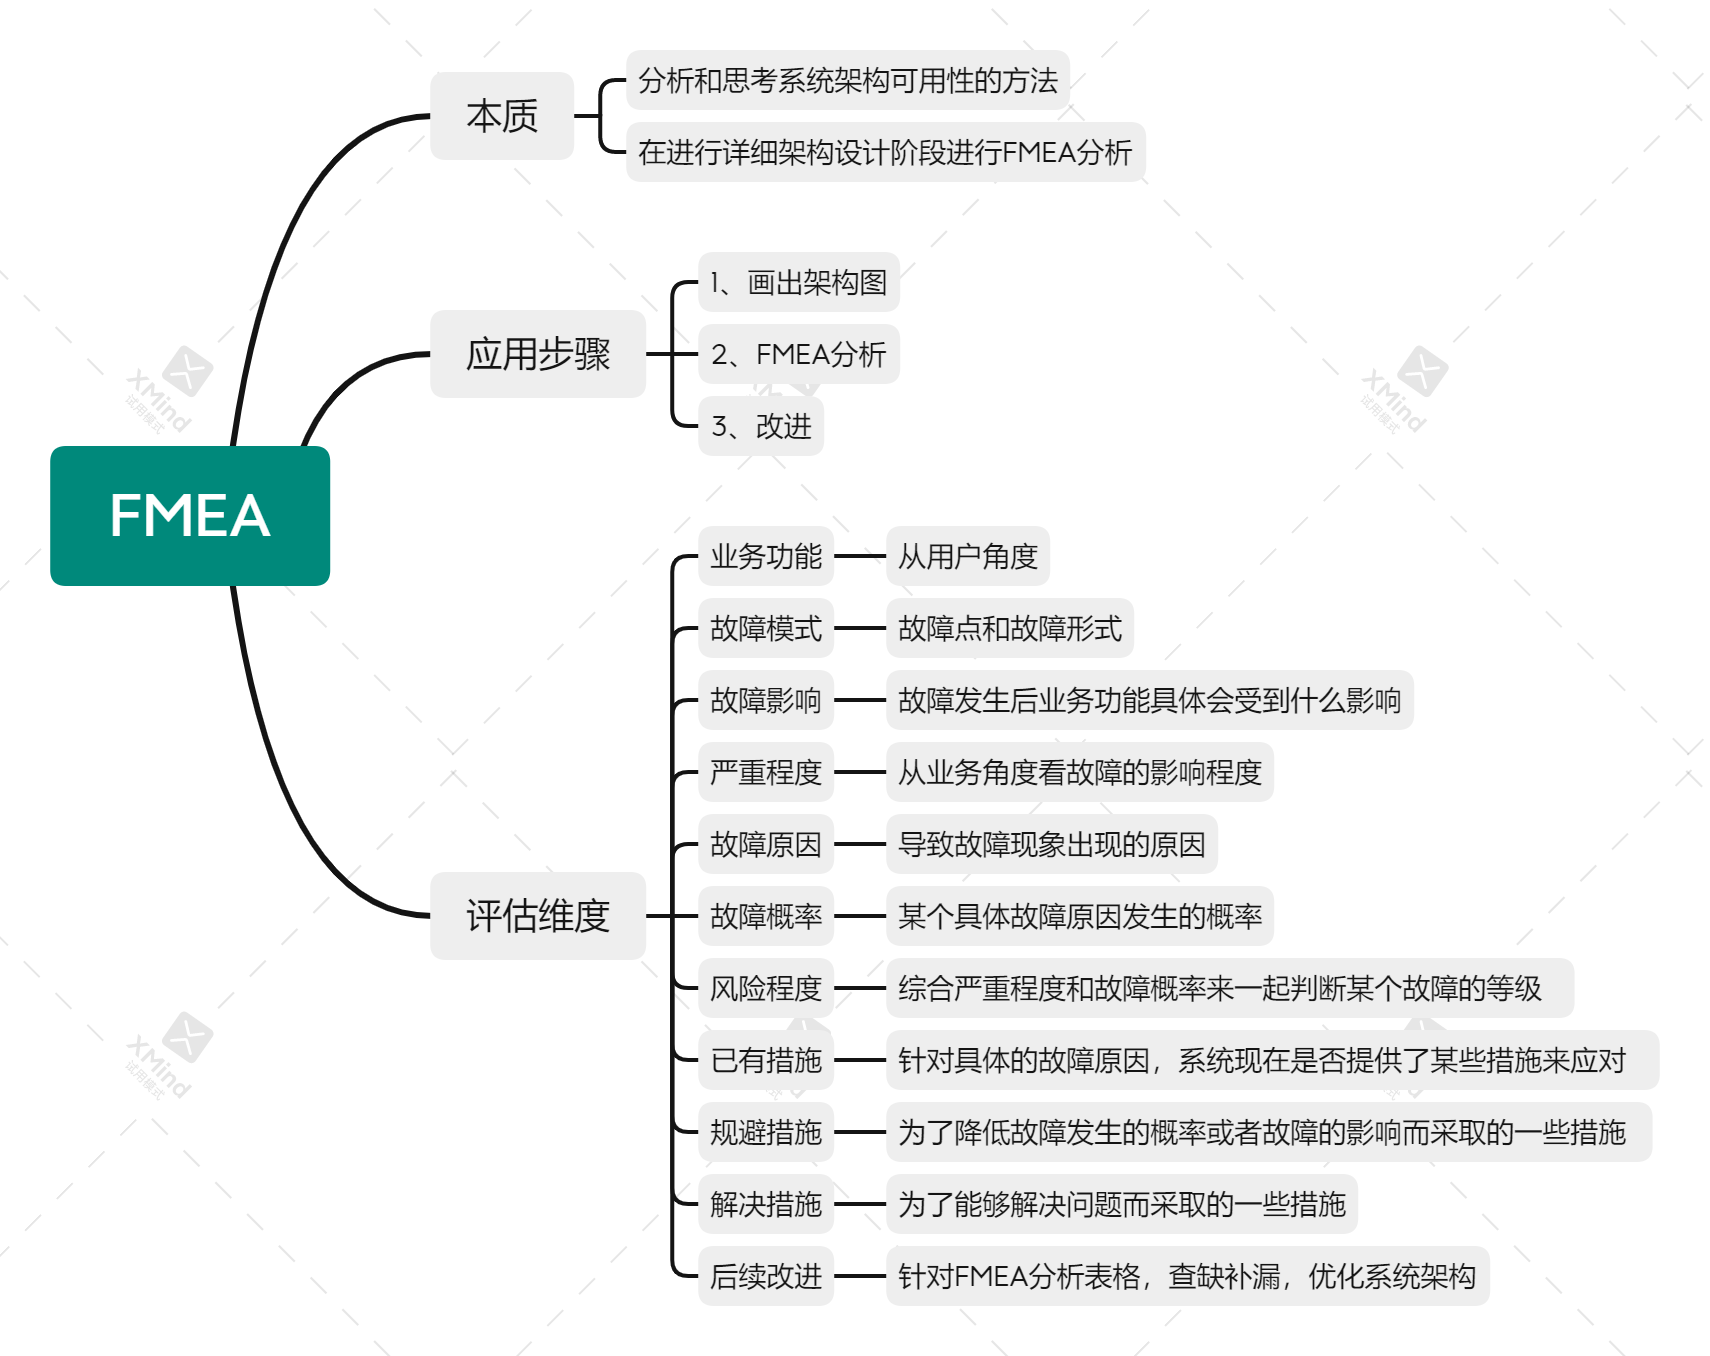 本质
分析和思考系统架构可用性的方法
在进行详细架构设计阶段进行FMEA分析
应用步骤
1、画出架构图
2、FMEA分析
3、改进
FMEA
评估维度
业务功能
从用户角度
故障模式
故障点和故障形式
故障影响
故障发生后业务功能具体会受到什么影响
严重程度
从业务角度看故障的影响程度
故障原因
导致故障现象出现的原因
故障概率
某个具体故障原因发生的概率
风险程度
综合严重程度和故障概率来一起判断某个故障的等级
已有措施
针对具体的故障原因，系统现在是否提供了某些措施来应对
规避措施
为了降低故障发生的概率或者故障的影响而采取的一些措施
解决措施
为了能够解决问题而采取的一些措施
后续改进
针对FMEA分析表格，查缺补漏，优化系统架构
XMind
试用模式
XMind
试用模式
XMind
试用模式